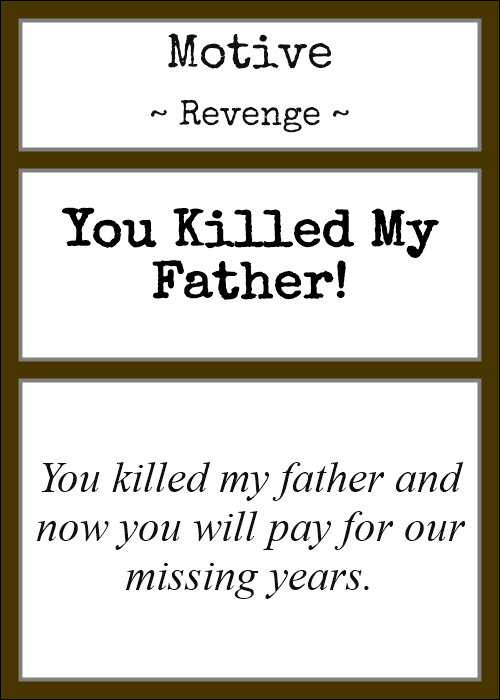 Motive
~ Revenge ~
You Killed My
Father!
You killed my father and
now you will pay for our
missing years.